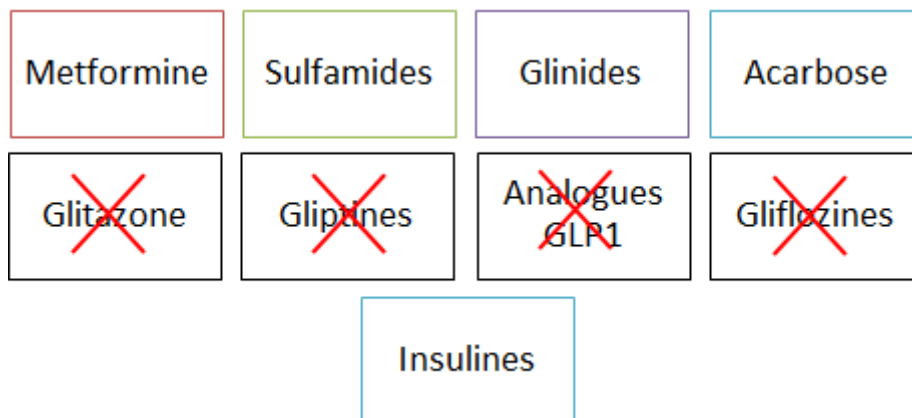 Metformine
Sulfamides
Glinides
Acarbose
Glitazone
Gliptines
Analogues
GLP1
Gliflozines
Insulines